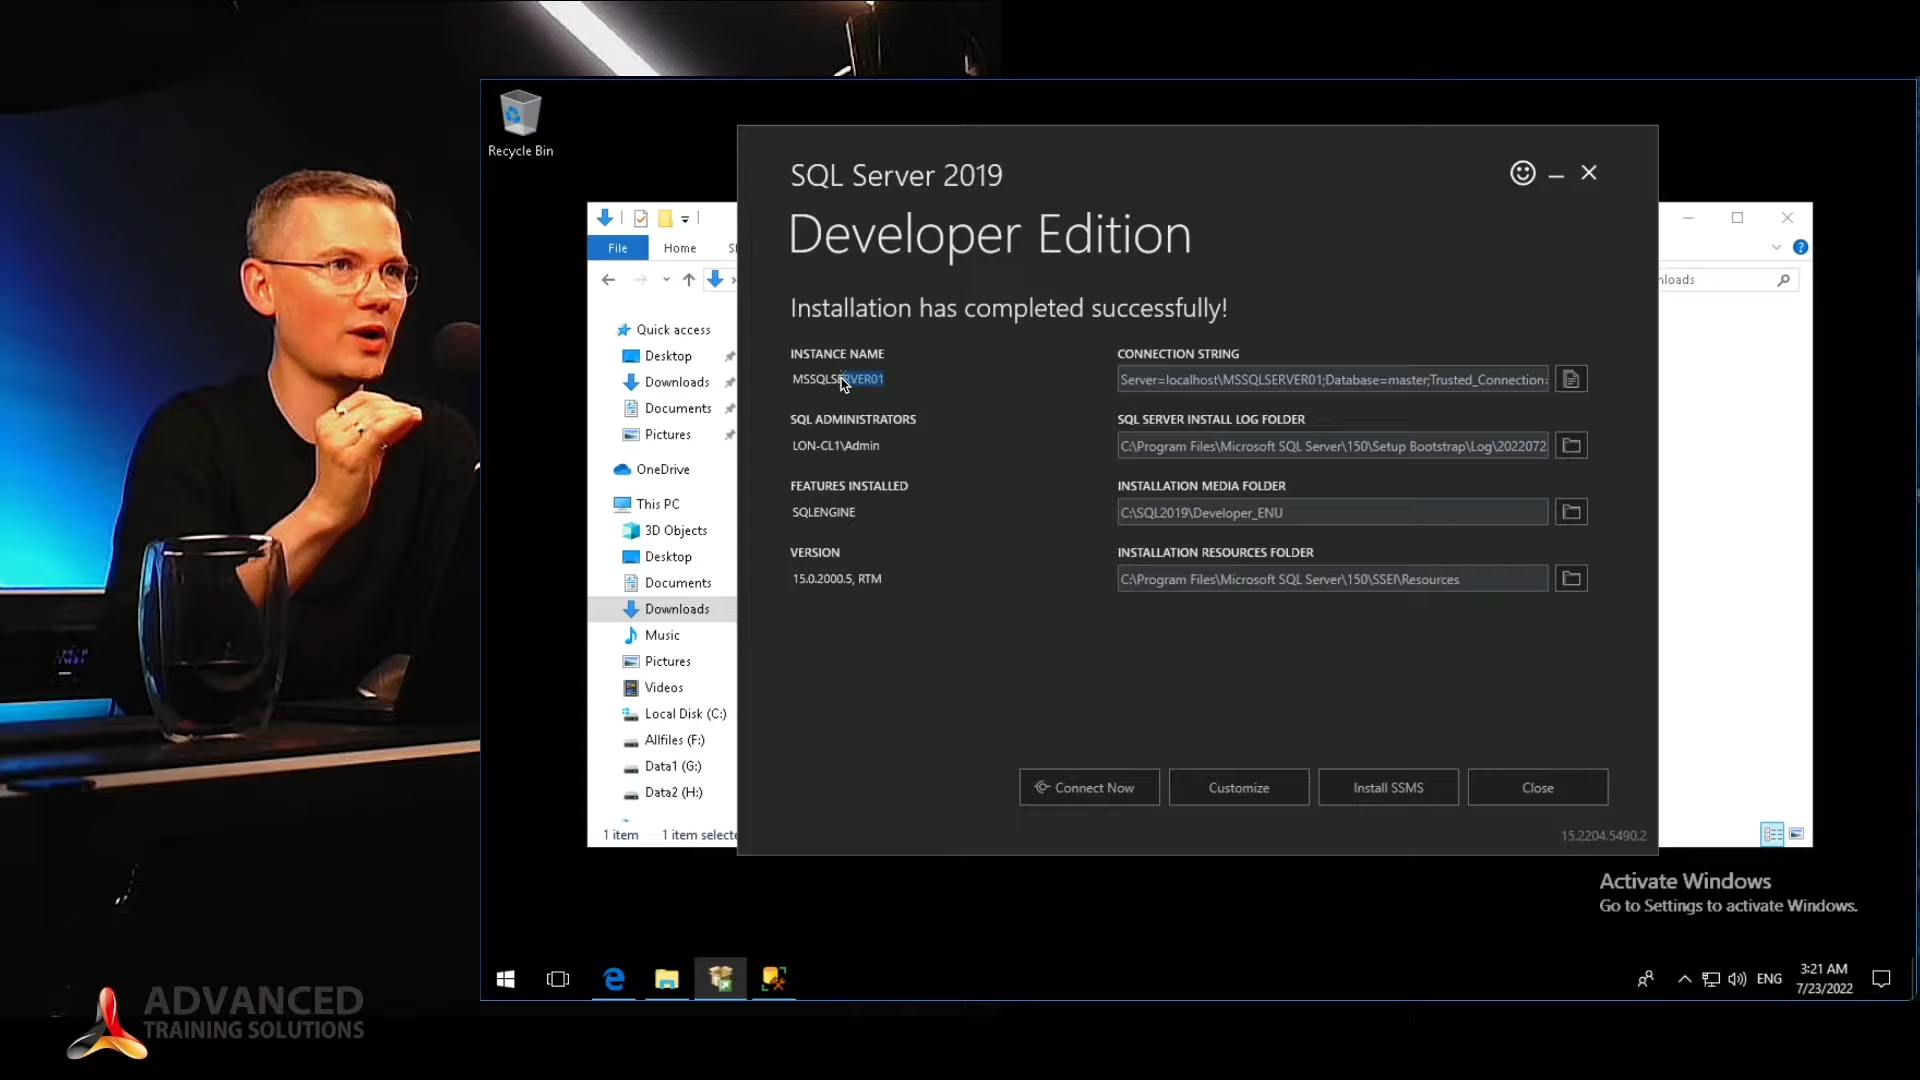 Recycle Bin
SQL Server 2019
Developer Edition
Installation has completed successfully!
INSTANCE NAME
MSSQLSERVER01
CONNECTION STRING
Server=localhost\MSSQLSERVER01;Database=master;Trusted_Connection=
SQL ADMINISTRATORS
LON-CL1\Admin
SQL SERVER INSTALL LOG FOLDER
C:\Program Files\Microsoft SQL Server\150\Setup Bootstrap\Log\2022072
FEATURES INSTALLED
SQLENGINE
INSTALLATION MEDIA FOLDER
C:\SQL2019\Developer_ENU
VERSION
15.0.2000.5, RTM
INSTALLATION RESOURCES FOLDER
C:\Program Files\Microsoft SQL Server\150\SSEI\Resources
Connect Now
Customize
Install SSMS
Close
15.2204.5490.2
File
Home
nloads
Quick access
Desktop
Downloads
Documents
Pictures
OneDrive
This PC
3D Objects
Desktop
Documents
Downloads
Music
Pictures
Videos
Local Disk (C:)
Allfiles (F:)
Data1 (G:)
Data2 (H:)
1 item 1 item selecte
Activate Windows
Go to Settings to activate Windows.
ENG
3:21 AM
7/23/2022
ADVANCED
TRAINING SOLUTIONS